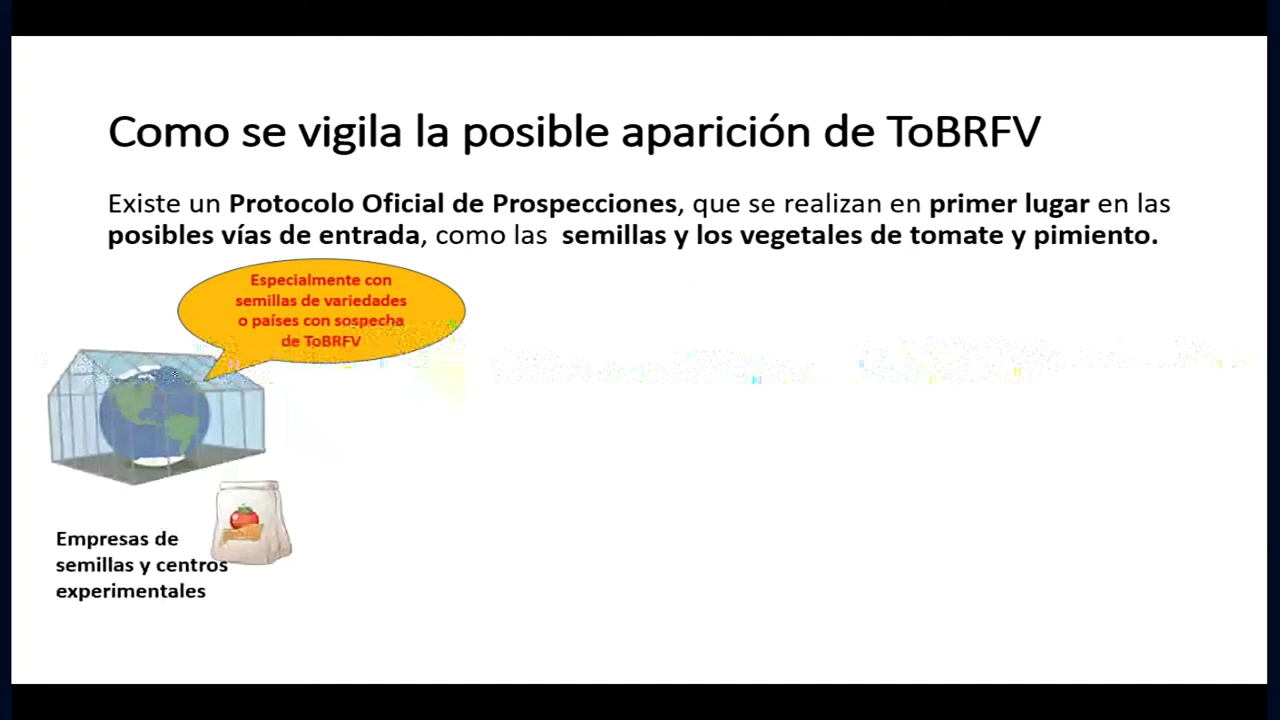 Como se vigila la posible aparición de ToBRFV
Existe un Protocolo Oficial de Prospecciones, que se realizan en primer lugar en las
posibles vías de entrada, como las semillas y los vegetales de tomate y pimiento.
Especialmente con
semillas de variedades
o países con sospecha
de ToBRFV
Empresas de
semillas y centros
experimentales